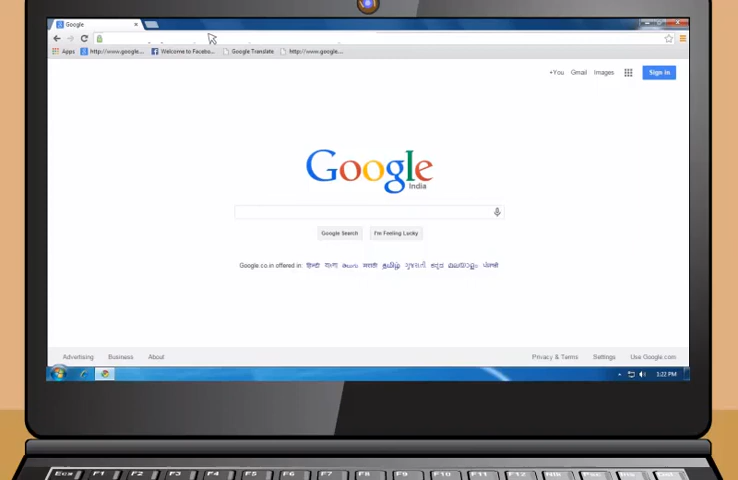 Google
Apps http://www.google... Welcome to Facebo... Google Translate http://www.google...
+You Gmail Images Sign in
Google
India
Google Search I'm Feeling Lucky
Google.co.in offered in: हिन्दी বাংলা తెలుగు मराठी தமிழ் ગુજરાતી ಕನ್ನಡ മലയാളം ਪੰਜਾਬੀ
Advertising Business About Privacy & Terms Settings Use Google.com
1:22 PM
Esc F1 F2 F3 F4 F5 F6 F7 F8 F9 F10 F11 F12